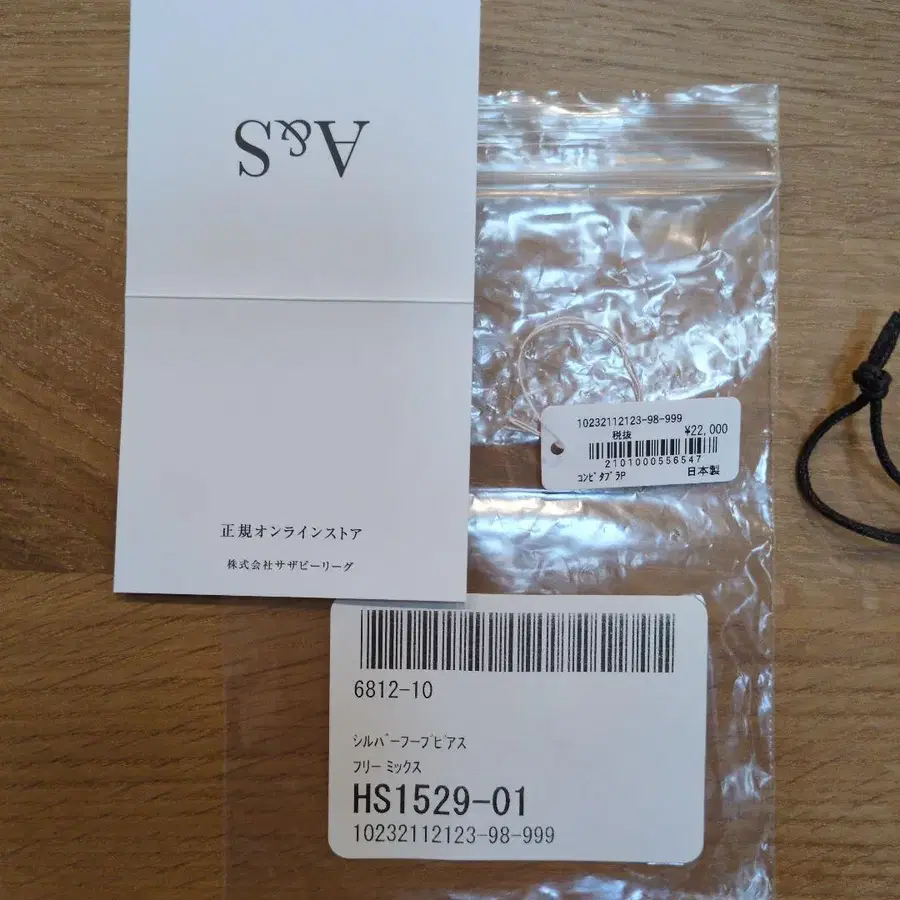 A&S
正規オンラインストア
株式会社サザビーリーグ
10232112123-98-999
税抜 ¥22,000
2101000556547
コンビタブラP 日本製
6812-10
シルバーフープピアス
フリー ミックス
HS1529-01
10232112123-98-999